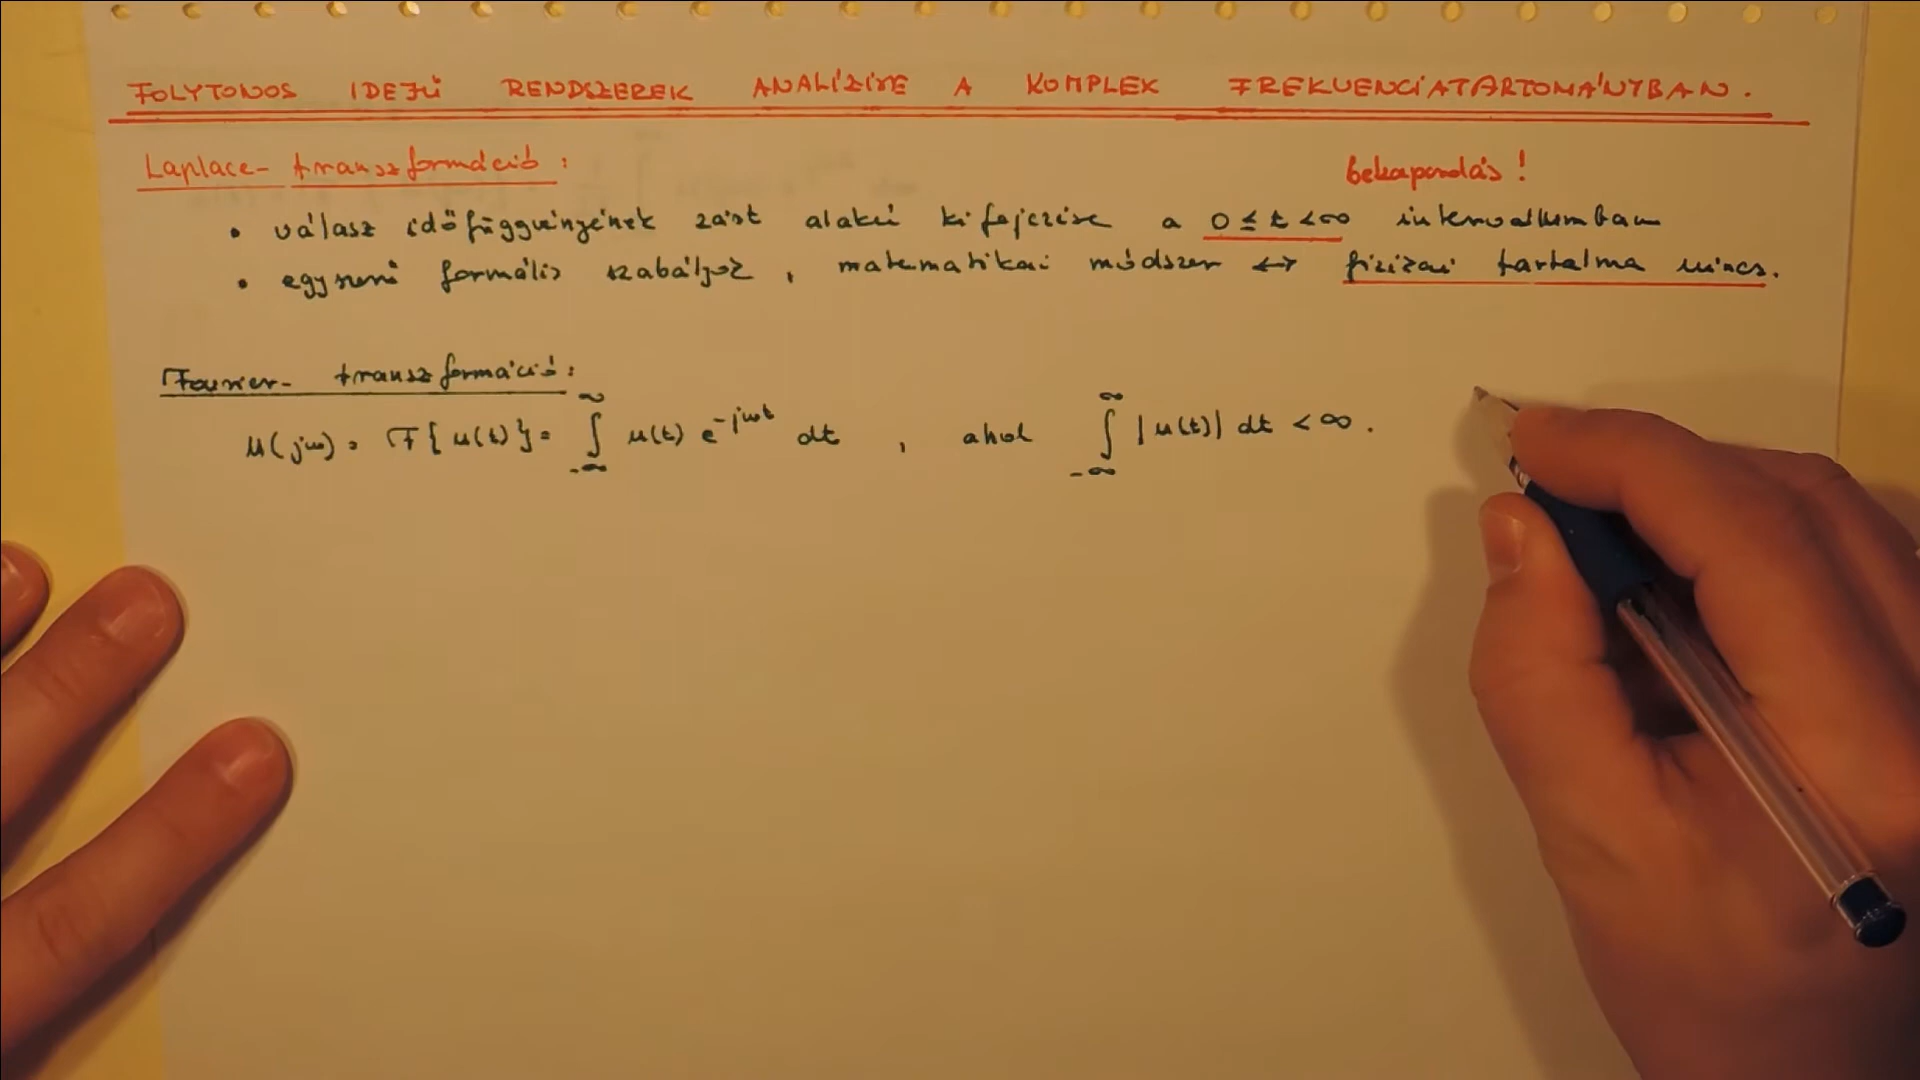 FOLYTONOS IDEJŰ RENDSZEREK ANALÍZISE A KOMPLEX FREKVENCIATARTOMÁNYBAN.
Laplace-transzformáció:
bekapcsolás!
• válasz időfüggvényének zárt alakú kifejezése a 0 ≤ t < ∞ intervallumban
• egyszerű formális szabályok, matematikai módszer ↔ fizikai tartalma nincs.
Fourier-transzformáció:
U(jω) = F{u(t)} = ∫_{-∞}^{∞} u(t) e^{-jωt} dt , ahol ∫_{-∞}^{∞} |u(t)| dt < ∞.